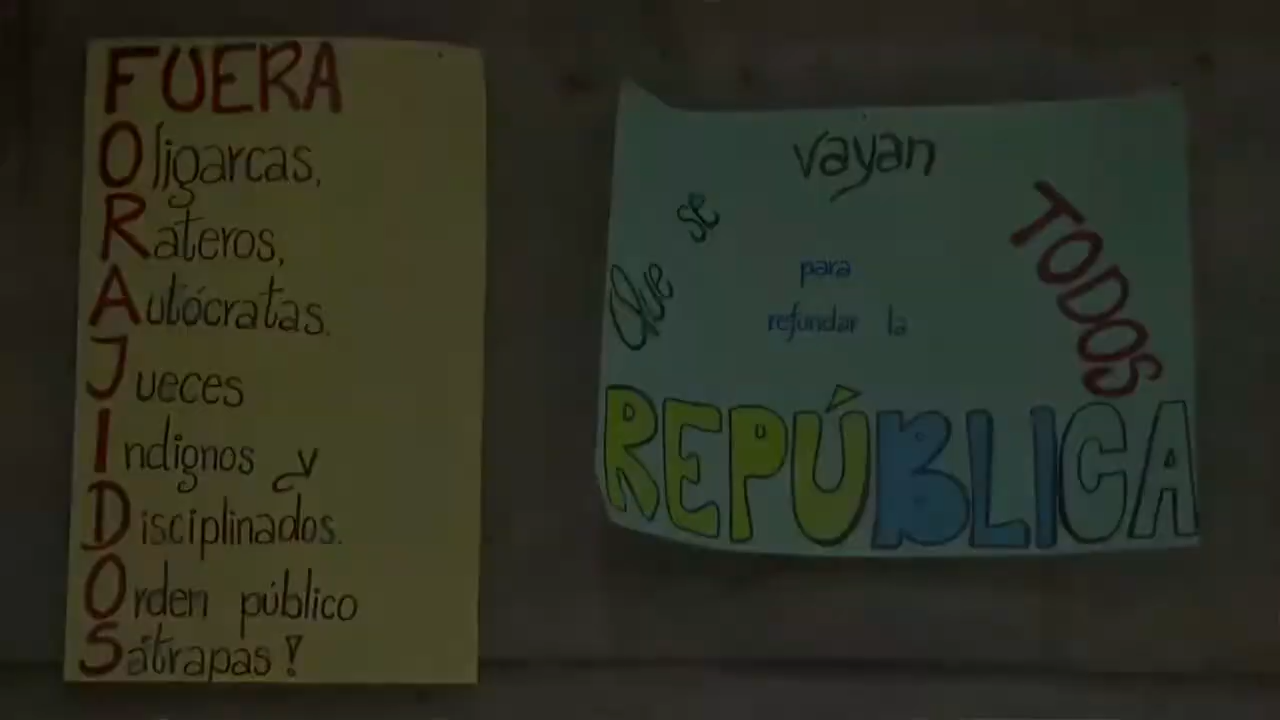 FUERA
Oligarcas,
Rateros,
Autócratas.
Jueces
Indignos y
Disciplinados.
Orden público
Sátrapas!
Que se vayan TODOS
para
refundar la
REPÚBLICA